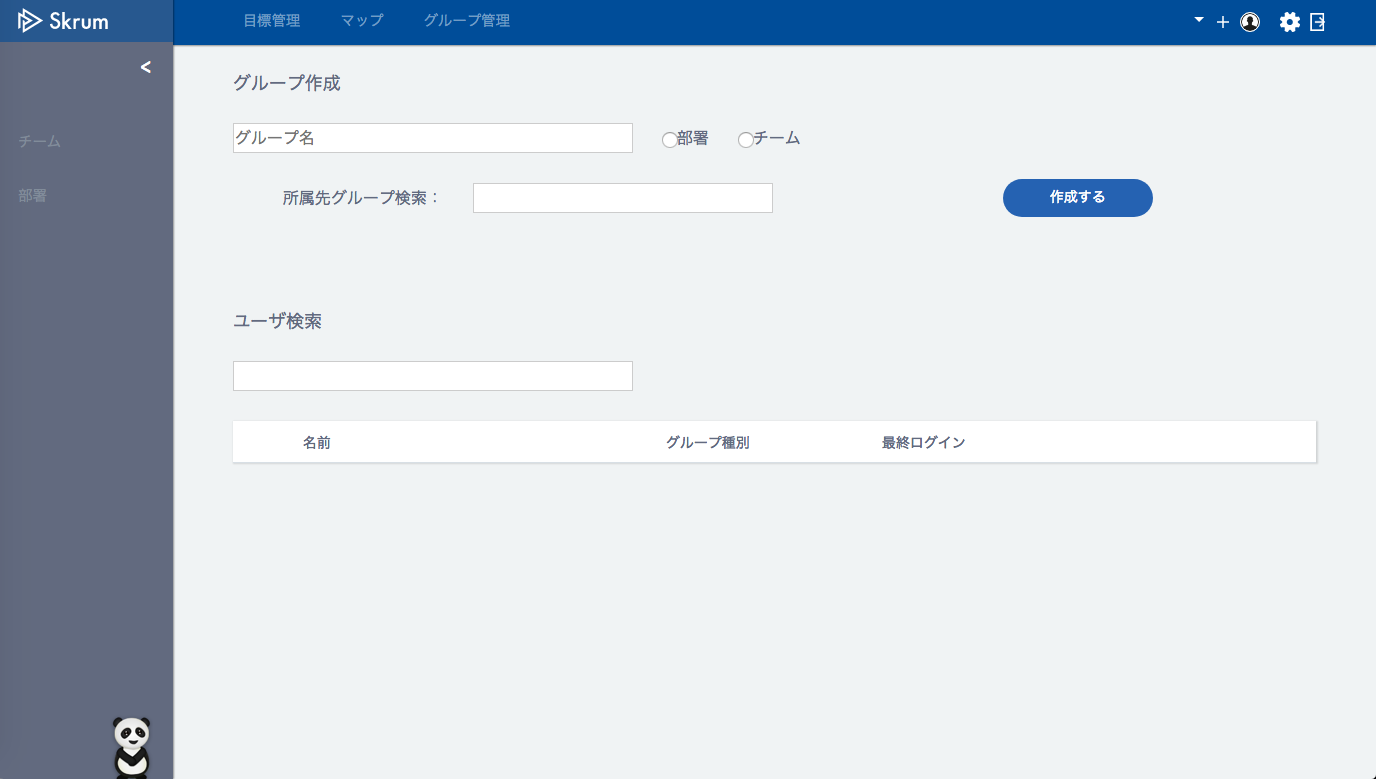 Skrum
目標管理
マップ
グループ管理
<
チーム
部署
グループ作成
グループ名
部署
チーム
所属先グループ検索：
作成する
ユーザ検索
名前
グループ種別
最終ログイン